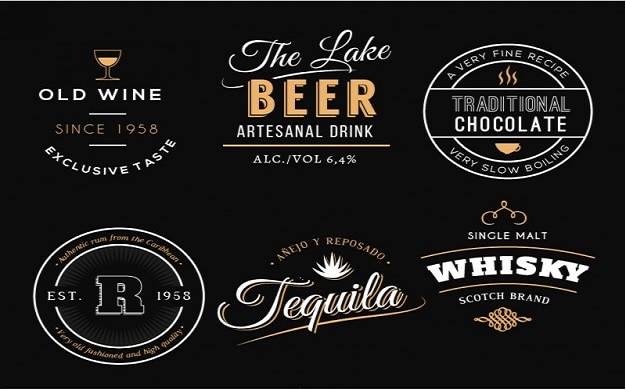 OLD WINE
SINCE 1958
EXCLUSIVE TASTE
The Lake
BEER
ARTESANAL DRINK
ALC./VOL 6,4%
A VERY FINE RECIPE
TRADITIONAL
CHOCOLATE
VERY SLOW BOILING
Authentic rum from the Caribbean
EST. R 1958
Very old fashioned and high quality
AÑEJO Y REPOSADO
Tequila
SINGLE MALT
WHISKY
SCOTCH BRAND